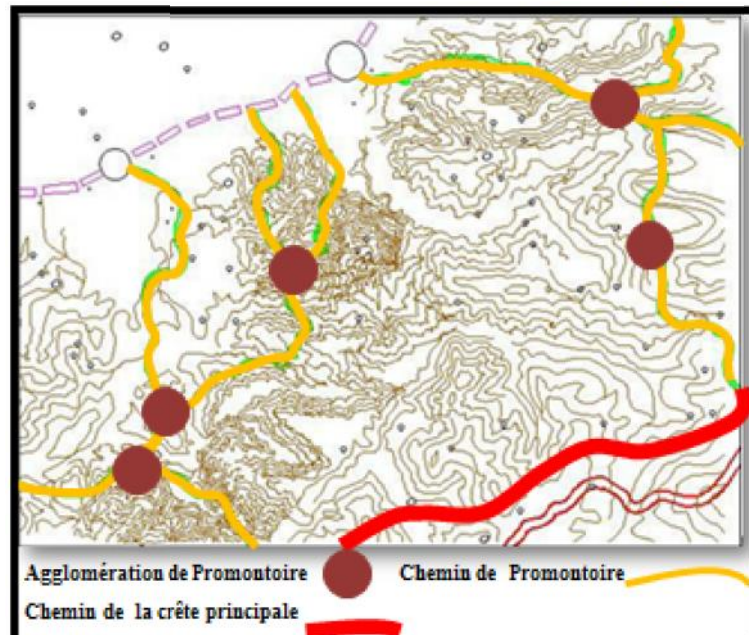 Agglomération de Promontoire Chemin de Promontoire
Chemin de la crête principale